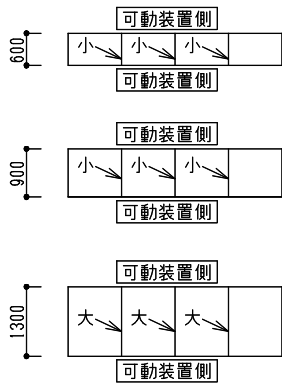 可動装置側
600
小 小 小
可動装置側
可動装置側
900
小 小 小
可動装置側
可動装置側
1300
大 大 大
可動装置側